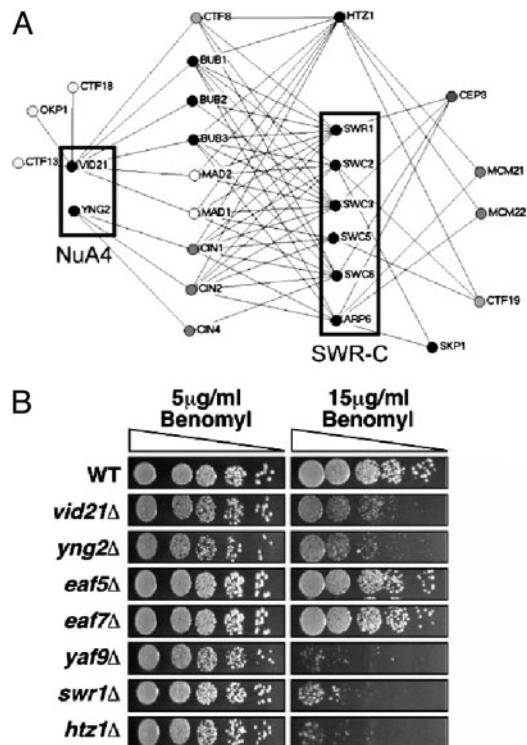 A
CTF8
HTZ1
CTF18
BUB1
OKP1
BUB2
CEP3
SWR1
CTF13
VID21
BUB3
SWC2
MAD2
MCM21
YNG2
SWC3
MAD1
MCM22
NuA4
SWC5
CIN1
SWC6
CIN2
CTF19
CIN4
ARP6
SKP1
SWR-C
B
5µg/ml 15µg/ml
Benomyl Benomyl
WT
vid21Δ
yng2Δ
eaf5Δ
eaf7Δ
yaf9Δ
swr1Δ
htz1Δ